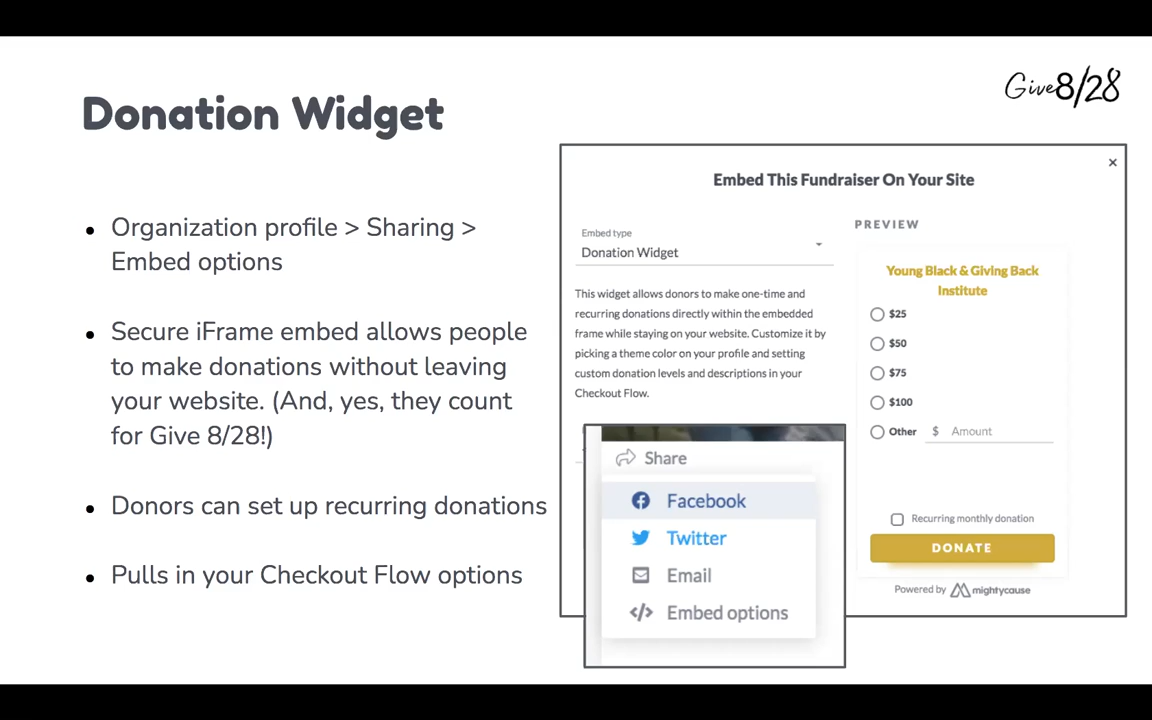 Give 8/28
Donation Widget
• Organization profile > Sharing >
Embed options
• Secure iFrame embed allows people
to make donations without leaving
your website. (And, yes, they count
for Give 8/28!)
• Donors can set up recurring donations
• Pulls in your Checkout Flow options
×
Embed This Fundraiser On Your Site
Embed type
Donation Widget
This widget allows donors to make one-time and
recurring donations directly within the embedded
frame while staying on your website. Customize it by
picking a theme color on your profile and setting
custom donation levels and descriptions in your
Checkout Flow.
PREVIEW
Young Black & Giving Back
Institute
$25
$50
$75
$100
Other $ Amount
Recurring monthly donation
DONATE
Powered by mightycause
Share
Facebook
Twitter
Email
</> Embed options